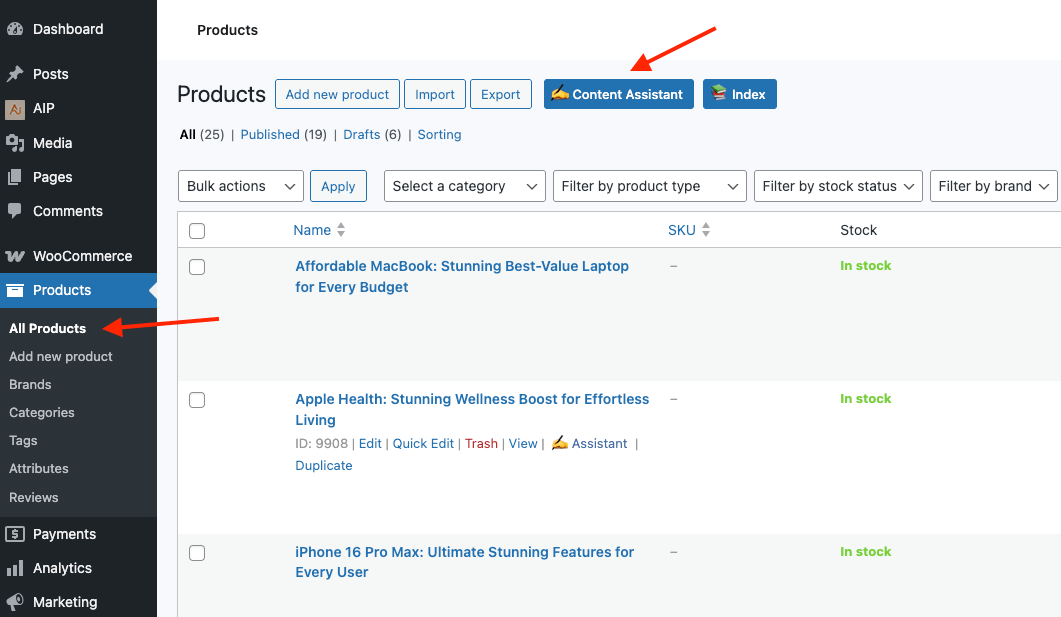 Dashboard
Posts
AIP
Media
Pages
Comments
WooCommerce
Products
All Products
Add new product
Brands
Categories
Tags
Attributes
Reviews
Payments
Analytics
Marketing
Products
Products Add new product Import Export Content Assistant Index
All (25) | Published (19) | Drafts (6) | Sorting
Bulk actions Apply Select a category Filter by product type Filter by stock status Filter by brand
Name SKU Stock
Affordable MacBook: Stunning Best-Value Laptop – In stock
for Every Budget
Apple Health: Stunning Wellness Boost for Effortless – In stock
Living
ID: 9908 | Edit | Quick Edit | Trash | View | ✍️ Assistant |
Duplicate
iPhone 16 Pro Max: Ultimate Stunning Features for – In stock
Every User